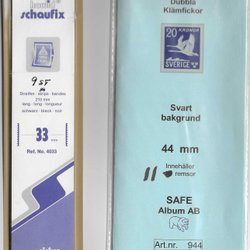 schaufix
9 ST
Streifen - strips - bandes
210 mm
lang - long - longueur
schwarz - black - noir
33 mm
Ref. No. 4033
Dubbla
Klämfickor
20 KRONOR
SVERIGE
Svart
bakgrund
44 mm
Innehåller
remsor
SAFE
Album AB
Art.nr. 944